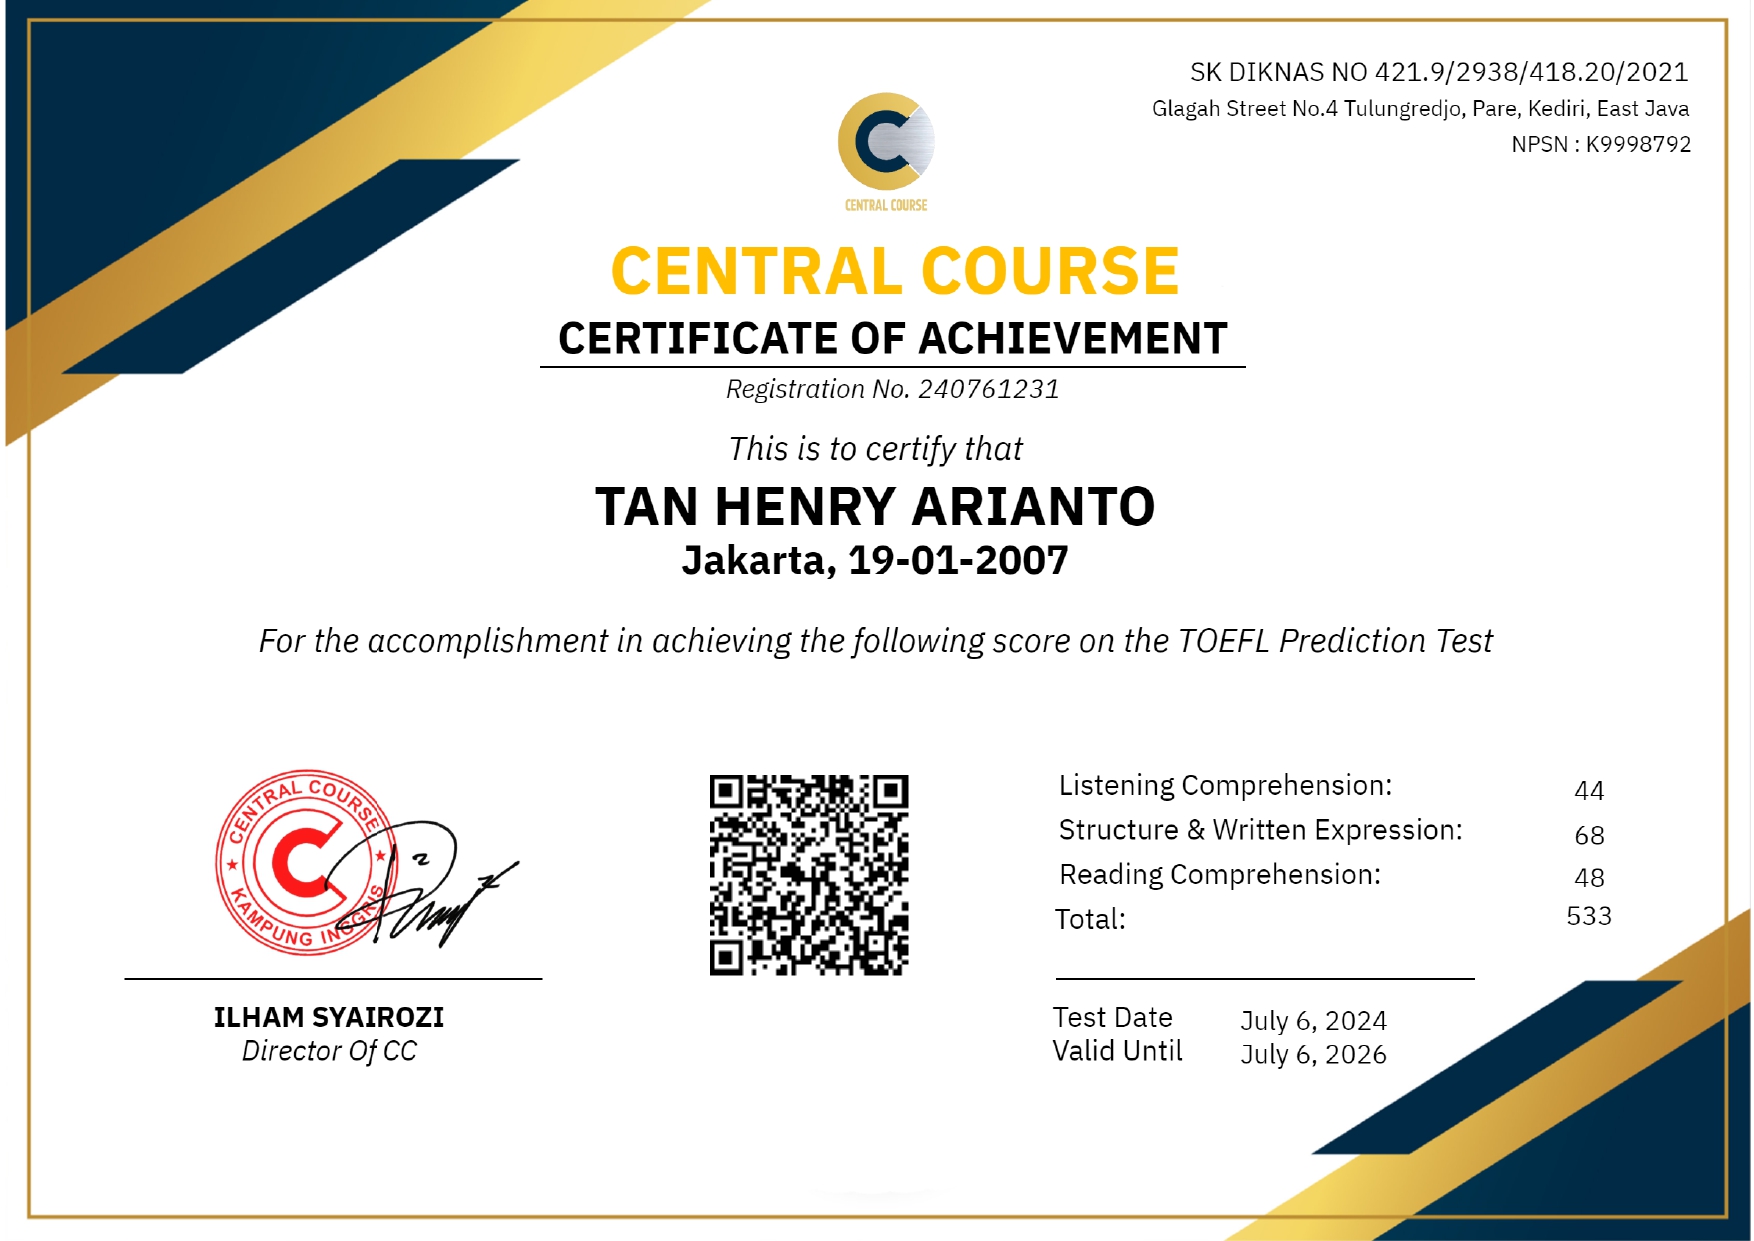 SK DIKNAS NO 421.9/2938/418.20/2021
Glagah Street No.4 Tulungredjo, Pare, Kediri, East Java
NPSN : K9998792
CENTRAL COURSE
CENTRAL COURSE
CERTIFICATE OF ACHIEVEMENT
Registration No. 240761231
This is to certify that
TAN HENRY ARIANTO
Jakarta, 19-01-2007
For the accomplishment in achieving the following score on the TOEFL Prediction Test
CENTRAL COURSE
KAMPUNG INGGRIS
Listening Comprehension: 44
Structure & Written Expression: 68
Reading Comprehension: 48
Total: 533
ILHAM SYAIROZI
Director Of CC
Test Date July 6, 2024
Valid Until July 6, 2026